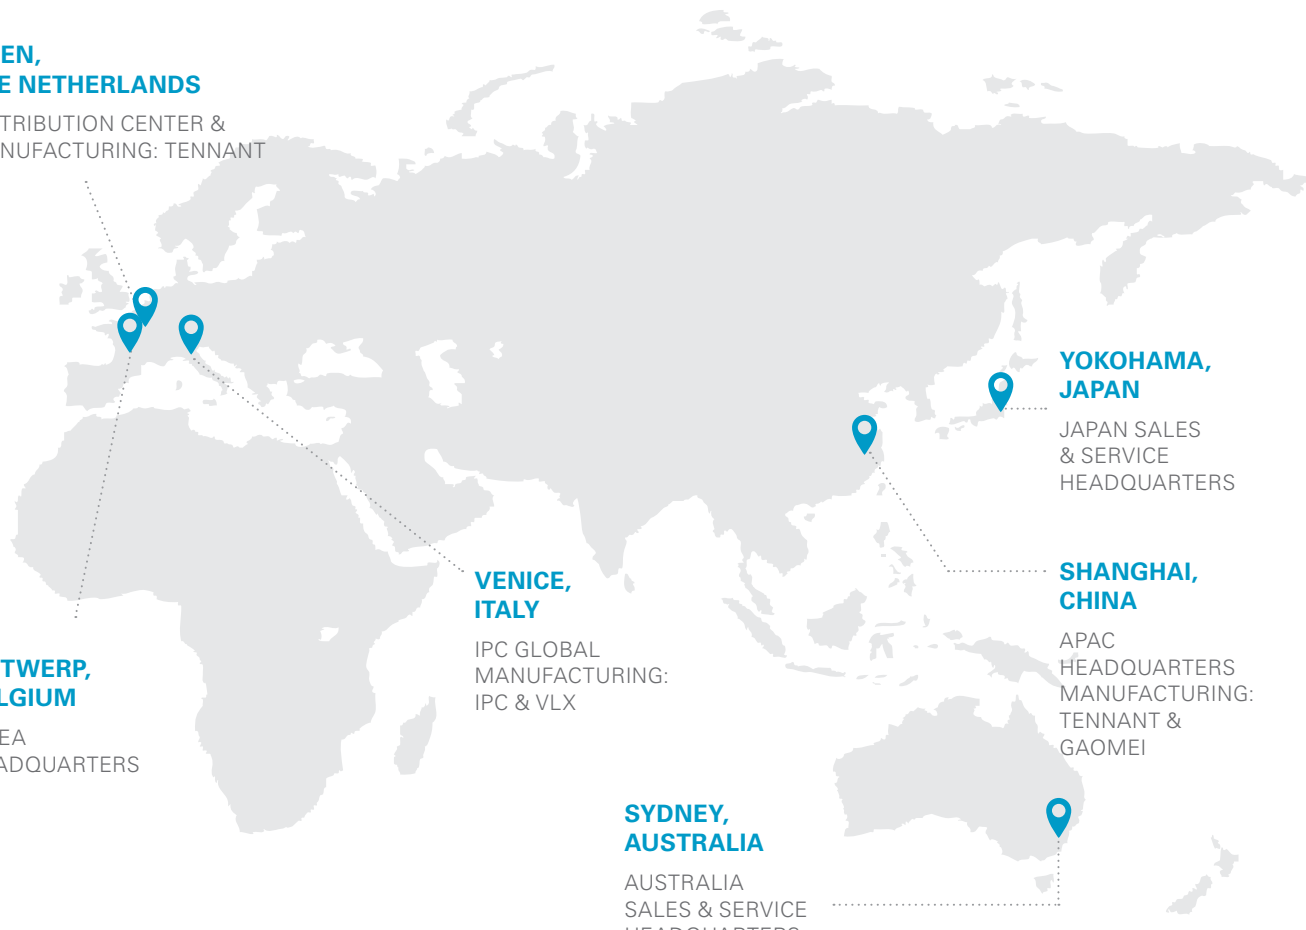 EN,
E NETHERLANDS
TRIBUTION CENTER &
NUFACTURING: TENNANT
YOKOHAMA,
JAPAN
JAPAN SALES
& SERVICE
HEADQUARTERS
VENICE,
ITALY
IPC GLOBAL
MANUFACTURING:
IPC & VLX
SHANGHAI,
CHINA
APAC
HEADQUARTERS
MANUFACTURING:
TENNANT &
GAOMEI
TWERP,
LGIUM
EA
ADQUARTERS
SYDNEY,
AUSTRALIA
AUSTRALIA
SALES & SERVICE
HEADQUARTERS